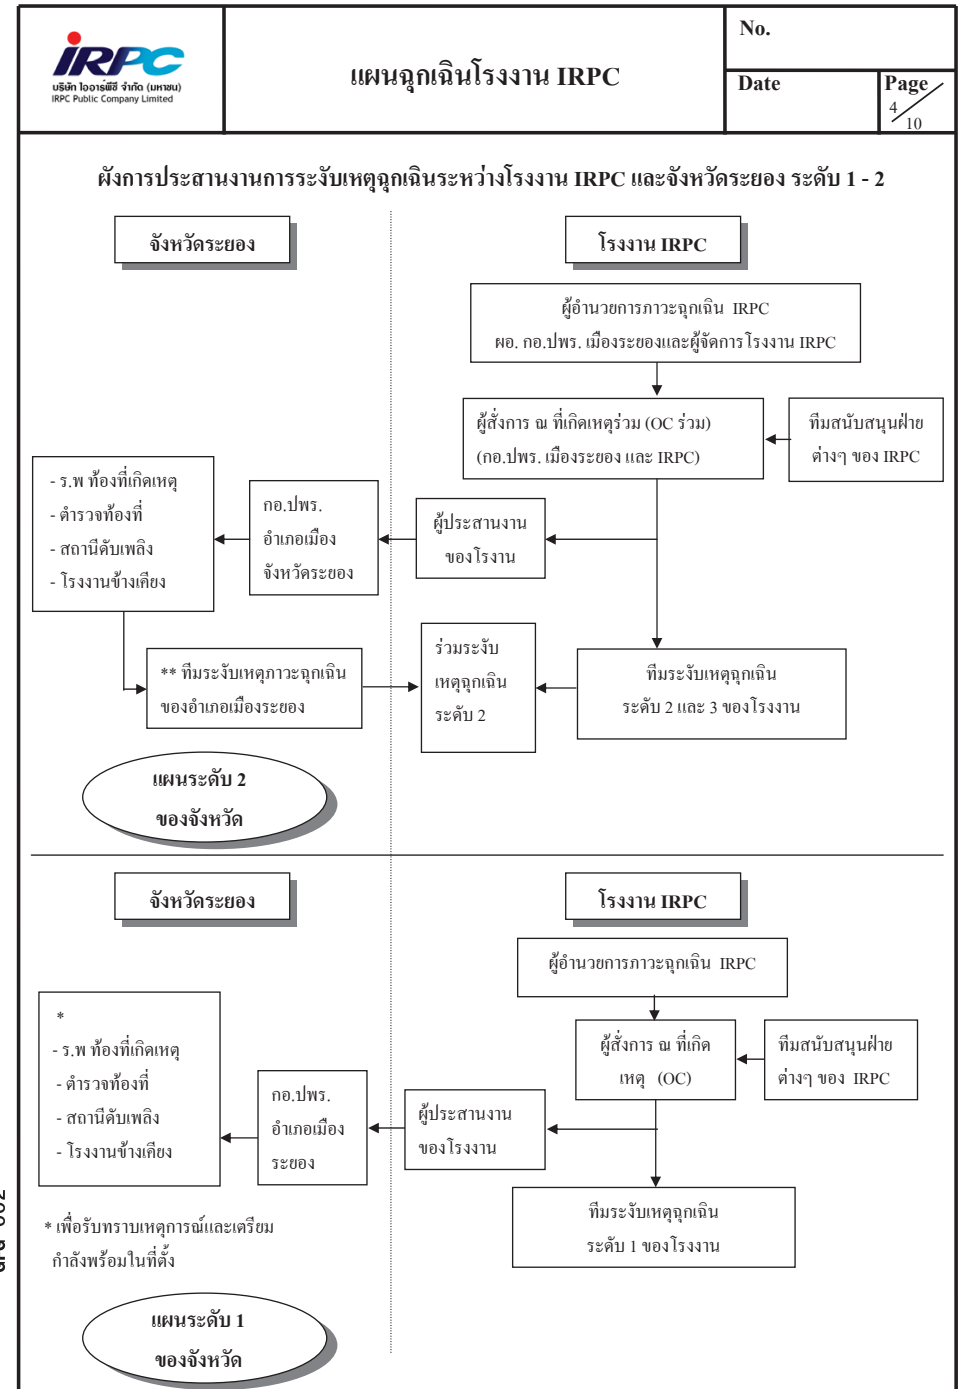 IRPC
บริษัท ไออาร์พีซี จำกัด (มหาชน)
IRPC Public Company Limited
แผนฉุกเฉินโรงงาน IRPC
No.
Date
Page
4
10
ผังการประสานงานการระงับเหตุฉุกเฉินระหว่างโรงงาน IRPC และจังหวัดระยอง ระดับ 1 - 2
จังหวัดระยอง
โรงงาน IRPC
ผู้อำนวยการภาวะฉุกเฉิน IRPC
ผอ. กอ.ปพร. เมืองระยองและผู้จัดการโรงงาน IRPC
ผู้สั่งการ ณ ที่เกิดเหตุร่วม (OC ร่วม)
(กอ.ปพร. เมืองระยอง และ IRPC)
ทีมสนับสนุนฝ่าย
ต่างๆ ของ IRPC
- ร.พ ท้องที่เกิดเหตุ
- ตำรวจท้องที่
- สถานีดับเพลิง
- โรงงานข้างเคียง
กอ.ปพร.
อำเภอเมือง
จังหวัดระยอง
ผู้ประสานงาน
ของโรงาน
** ทีมระงับเหตุภาวะฉุกเฉิน
ของอำเภอเมืองระยอง
ร่วมระงับ
เหตุฉุกเฉิน
ระดับ 2
ทีมระงับเหตุฉุกเฉิน
ระดับ 2 และ 3 ของโรงงาน
แผนระดับ 2
ของจังหวัด
จังหวัดระยอง
โรงงาน IRPC
ผู้อำนวยการภาวะฉุกเฉิน IRPC
ผู้สั่งการ ณ ที่เกิด
เหตุ (OC)
ทีมสนับสนุนฝ่าย
ต่างๆ ของ IRPC
*
- ร.พ ท้องที่เกิดเหตุ
- ตำรวจท้องที่
- สถานีดับเพลิง
- โรงงานข้างเคียง
กอ.ปพร.
อำเภอเมือง
ระยอง
ผู้ประสานงาน
ของโรงงาน
ทีมระงับเหตุฉุกเฉิน
ระดับ 1 ของโรงงาน
* เพื่อรับทราบเหตุการณ์และเตรียม
กำลังพร้อมในที่ตั้ง
แผนระดับ 1
ของจังหวัด